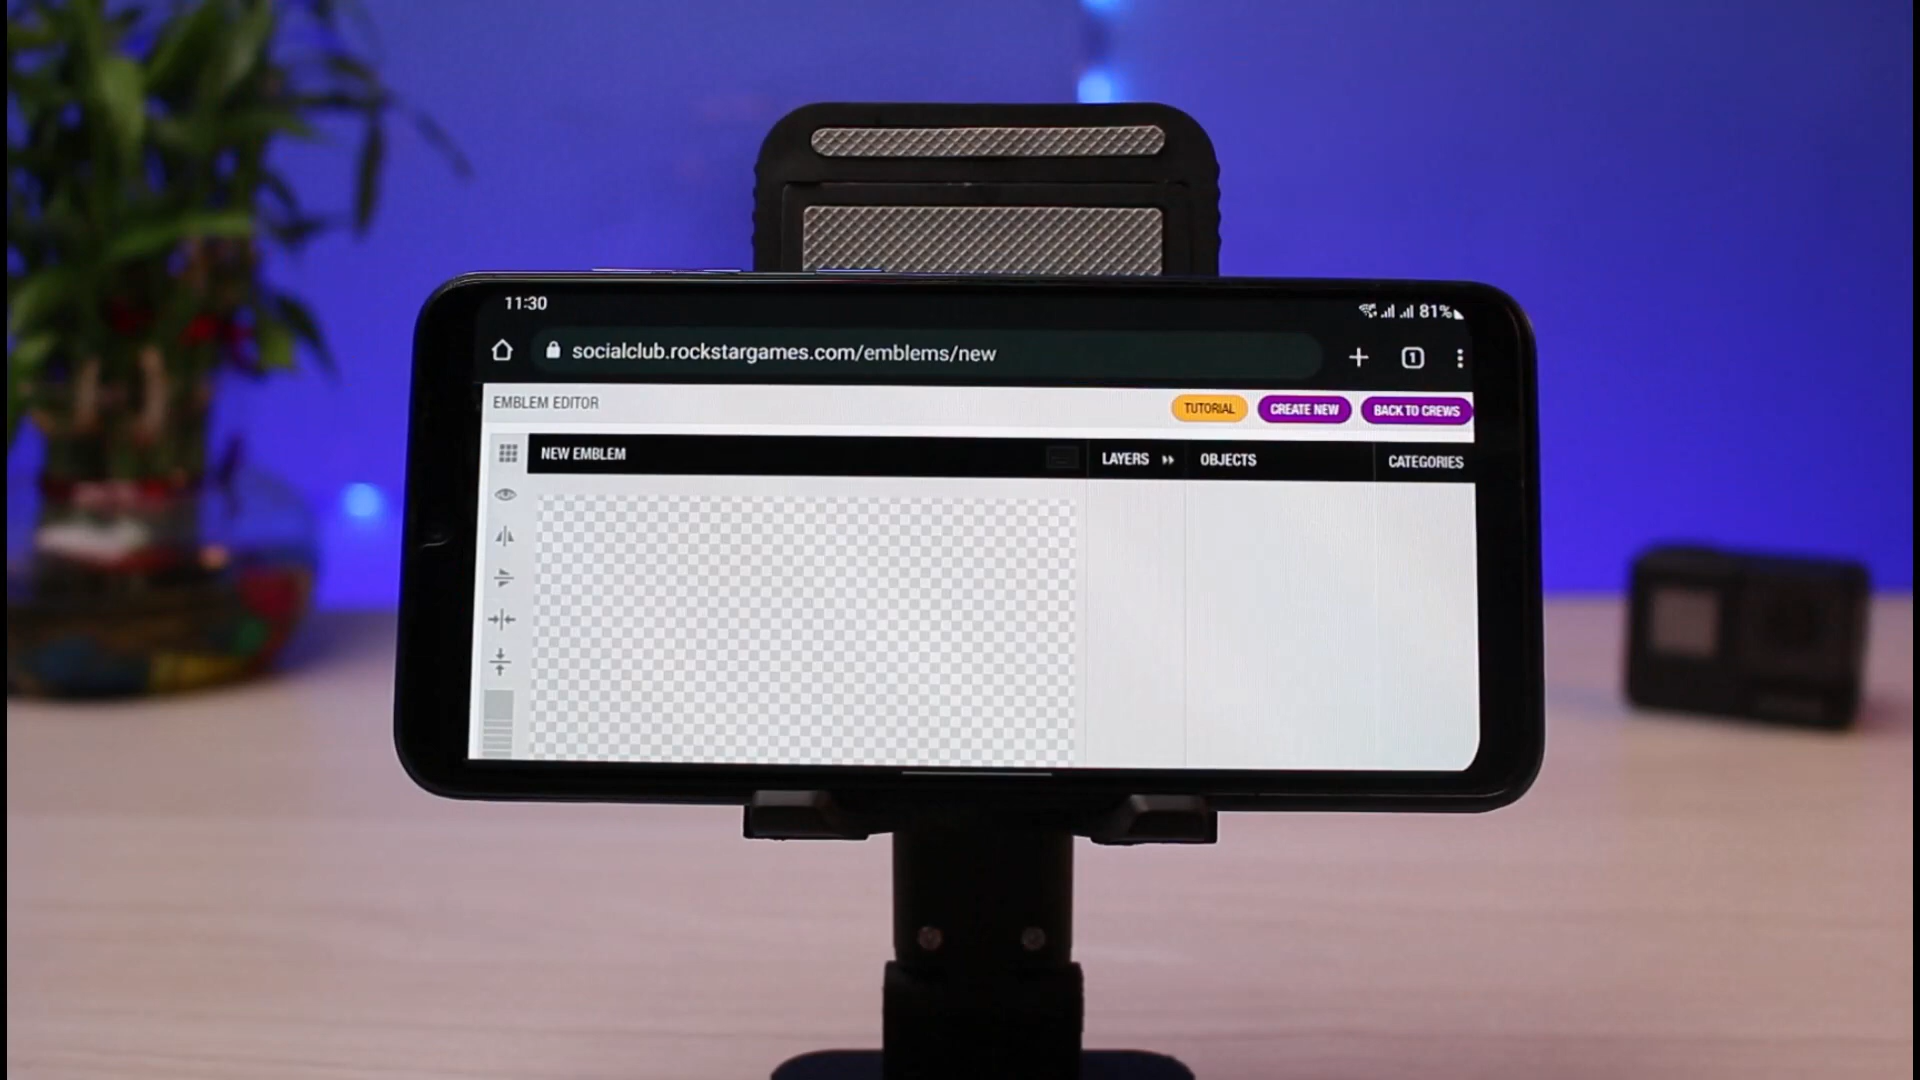 11:30
81%
socialclub.rockstargames.com/emblems/new
1
EMBLEM EDITOR
TUTORIAL
CREATE NEW
BACK TO CREWS
NEW EMBLEM
LAYERS
OBJECTS
CATEGORIES